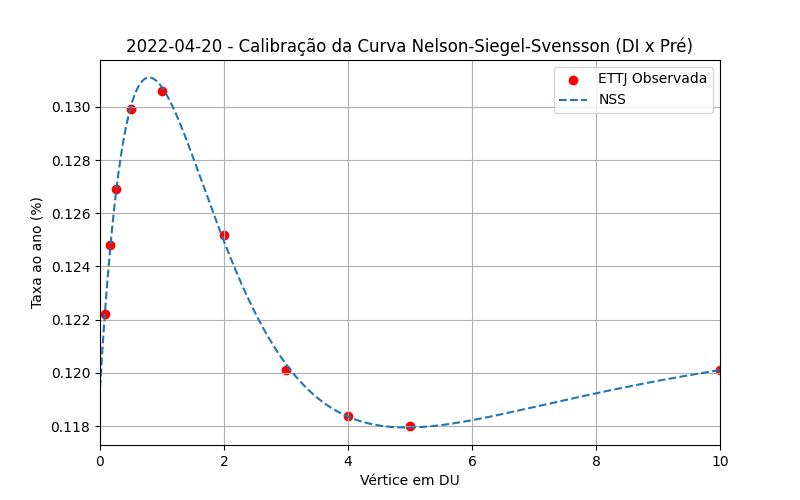 2022-04-20 - Calibração da Curva Nelson-Siegel-Svensson (DI x Pré)
ETTJ Observada
NSS
Taxa ao ano (%)
0.130
0.128
0.126
0.124
0.122
0.120
0.118
0 2 4 6 8 10
Vértice em DU